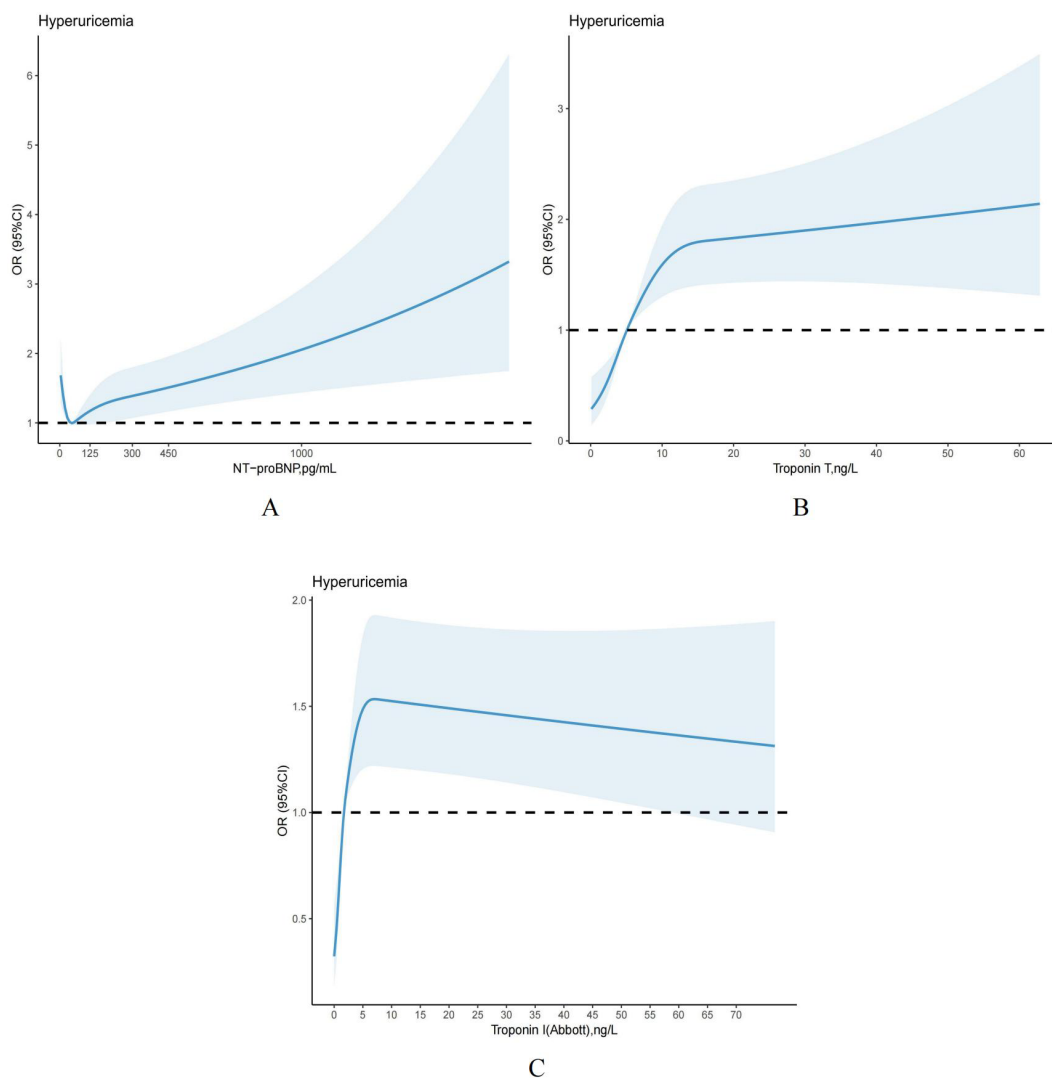 Hyperuricemia
6
5
4
3
2
1
OR (95%CI)
0 125 300 450 1000
NT−proBNP,pg/mL
A
Hyperuricemia
3
2
1
0
OR (95%CI)
0 10 20 30 40 50 60
Troponin T,ng/L
B
Hyperuricemia
2.0
1.5
1.0
0.5
OR (95%CI)
0 5 10 15 20 25 30 35 40 45 50 55 60 65 70
Troponin I(Abbott),ng/L
C